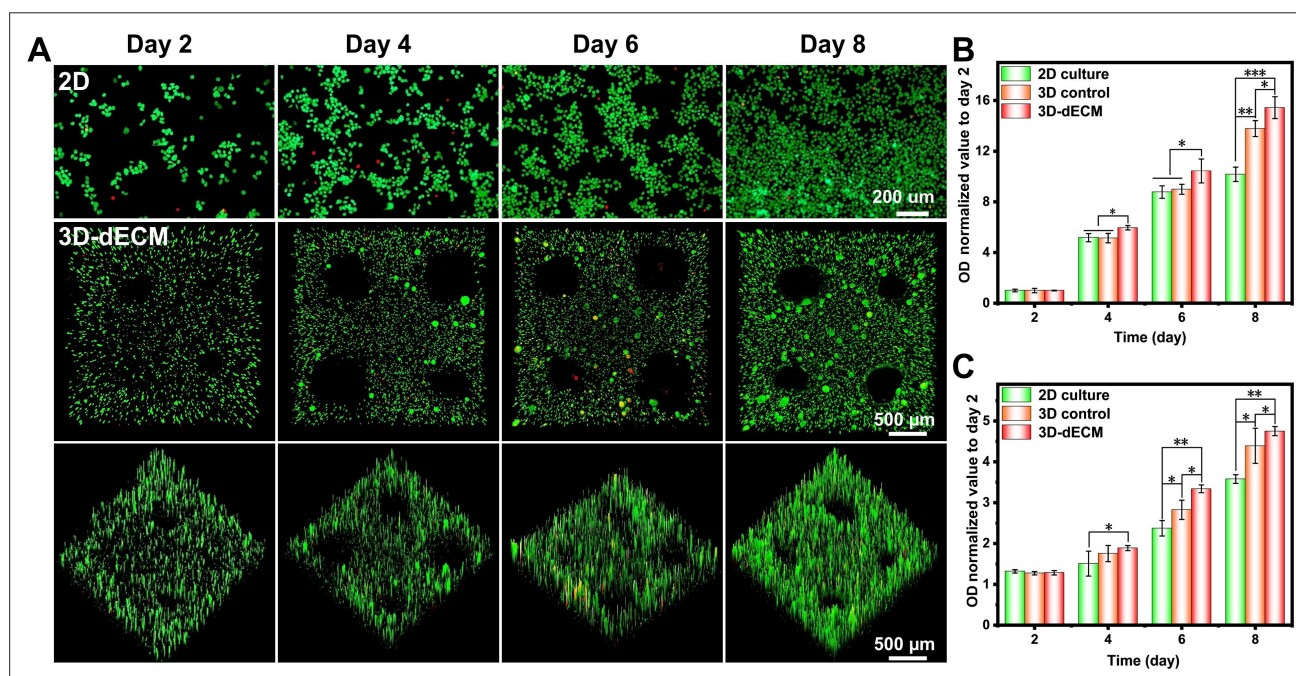 A
Day 2
Day 4
Day 6
Day 8
2D
200 um
3D-dECM
500 μm
500 μm
B
OD normalized value to day 2
16
12
8
4
0
2D culture
3D control
3D-dECM
*
*
***
*
**
2
4
6
8
Time (day)
C
OD normalized value to day 2
5
4
3
2
1
0
2D culture
3D control
3D-dECM
*
**
*
*
**
*
*
2
4
6
8
Time (day)